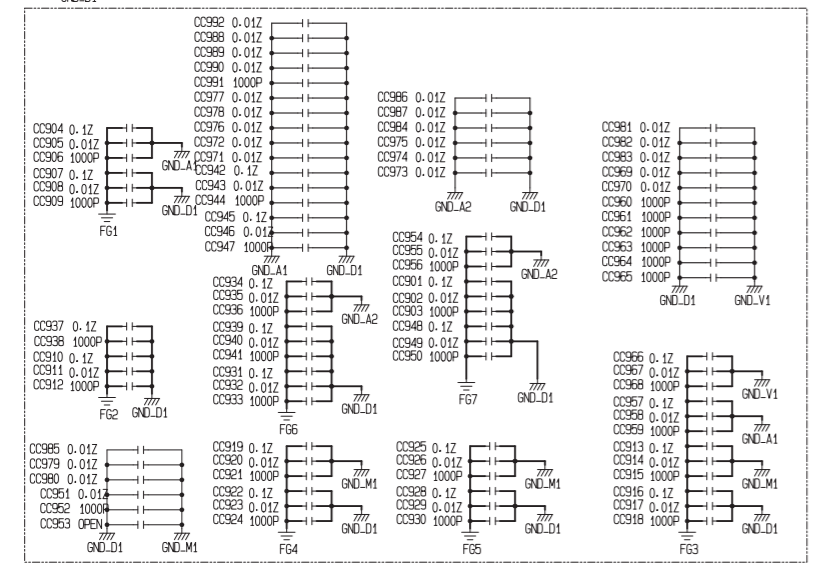 CC992 0.01Z
CC988 0.01Z
CC989 0.01Z
CC990 0.01Z
CC991 1000P
CC977 0.01Z
CC978 0.01Z
CC976 0.01Z
CC972 0.01Z
CC971 0.01Z
CC942 0.1Z
CC943 0.01Z
CC944 1000P
CC945 0.1Z
CC946 0.01Z
CC947 1000P
GND_A1
GND_D1
CC904 0.1Z
CC905 0.01Z
CC906 1000P
GND_A1
CC907 0.1Z
CC908 0.01Z
CC909 1000P
GND_D1
FG1
CC986 0.01Z
CC987 0.01Z
CC984 0.01Z
CC975 0.01Z
CC974 0.01Z
CC973 0.01Z
GND_A2
GND_D1
CC981 0.01Z
CC982 0.01Z
CC983 0.01Z
CC969 0.01Z
CC970 0.01Z
CC960 1000P
CC961 1000P
CC962 1000P
CC963 1000P
CC964 1000P
CC965 1000P
GND_D1
GND_V1
CC954 0.1Z
CC955 0.01Z
CC956 1000P
GND_A2
CC901 0.1Z
CC902 0.01Z
CC903 1000P
CC948 0.1Z
CC949 0.01Z
CC950 1000P
FG7
GND_D1
CC934 0.1Z
CC935 0.01Z
CC936 1000P
GND_A2
CC939 0.1Z
CC940 0.01Z
CC941 1000P
CC931 0.1Z
CC932 0.01Z
CC933 1000P
GND_D1
FG6
CC937 0.1Z
CC938 1000P
CC910 0.1Z
CC911 0.01Z
CC912 1000P
FG2
GND_D1
CC966 0.1Z
CC967 0.01Z
CC968 1000P
GND_V1
CC957 0.1Z
CC958 0.01Z
CC959 1000P
GND_A1
CC913 0.1Z
CC914 0.01Z
CC915 1000P
GND_M1
CC916 0.1Z
CC917 0.01Z
CC918 1000P
GND_D1
FG3
CC985 0.01Z
CC979 0.01Z
CC980 0.01Z
CC951 0.01Z
CC952 1000P
CC953 OPEN
GND_D1
GND_M1
CC919 0.1Z
CC920 0.01Z
CC921 1000P
GND_M1
CC922 0.1Z
CC923 0.01Z
CC924 1000P
GND_D1
FG4
CC925 0.1Z
CC926 0.01Z
CC927 1000P
GND_M1
CC928 0.1Z
CC929 0.01Z
CC930 1000P
GND_D1
FG5